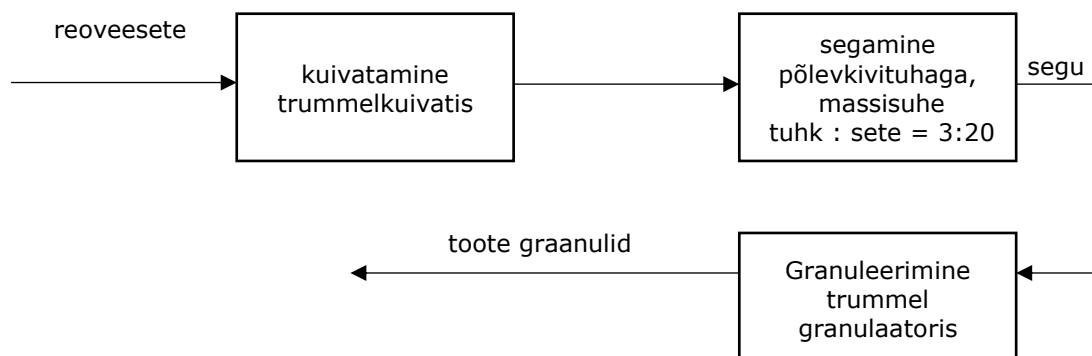 reoveesete
kuivatamine
trummelkuivatis
segamine
põlevkivituhaga,
massisuhe
tuhk : sete = 3:20
segu
toote graanulid
Granuleerimine
trummel
granulaatoris